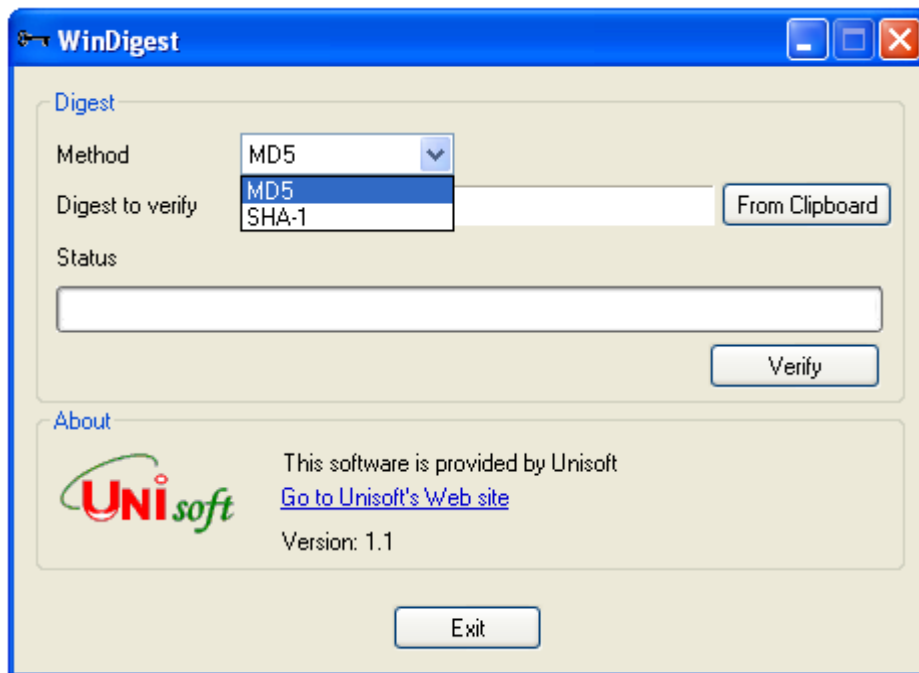 WinDigest
Digest
Method MD5
MD5
Digest to verify From Clipboard
SHA-1
Status
Verify
About
UNIsoft
This software is provided by Unisoft
Go to Unisoft's Web site
Version: 1.1
Exit